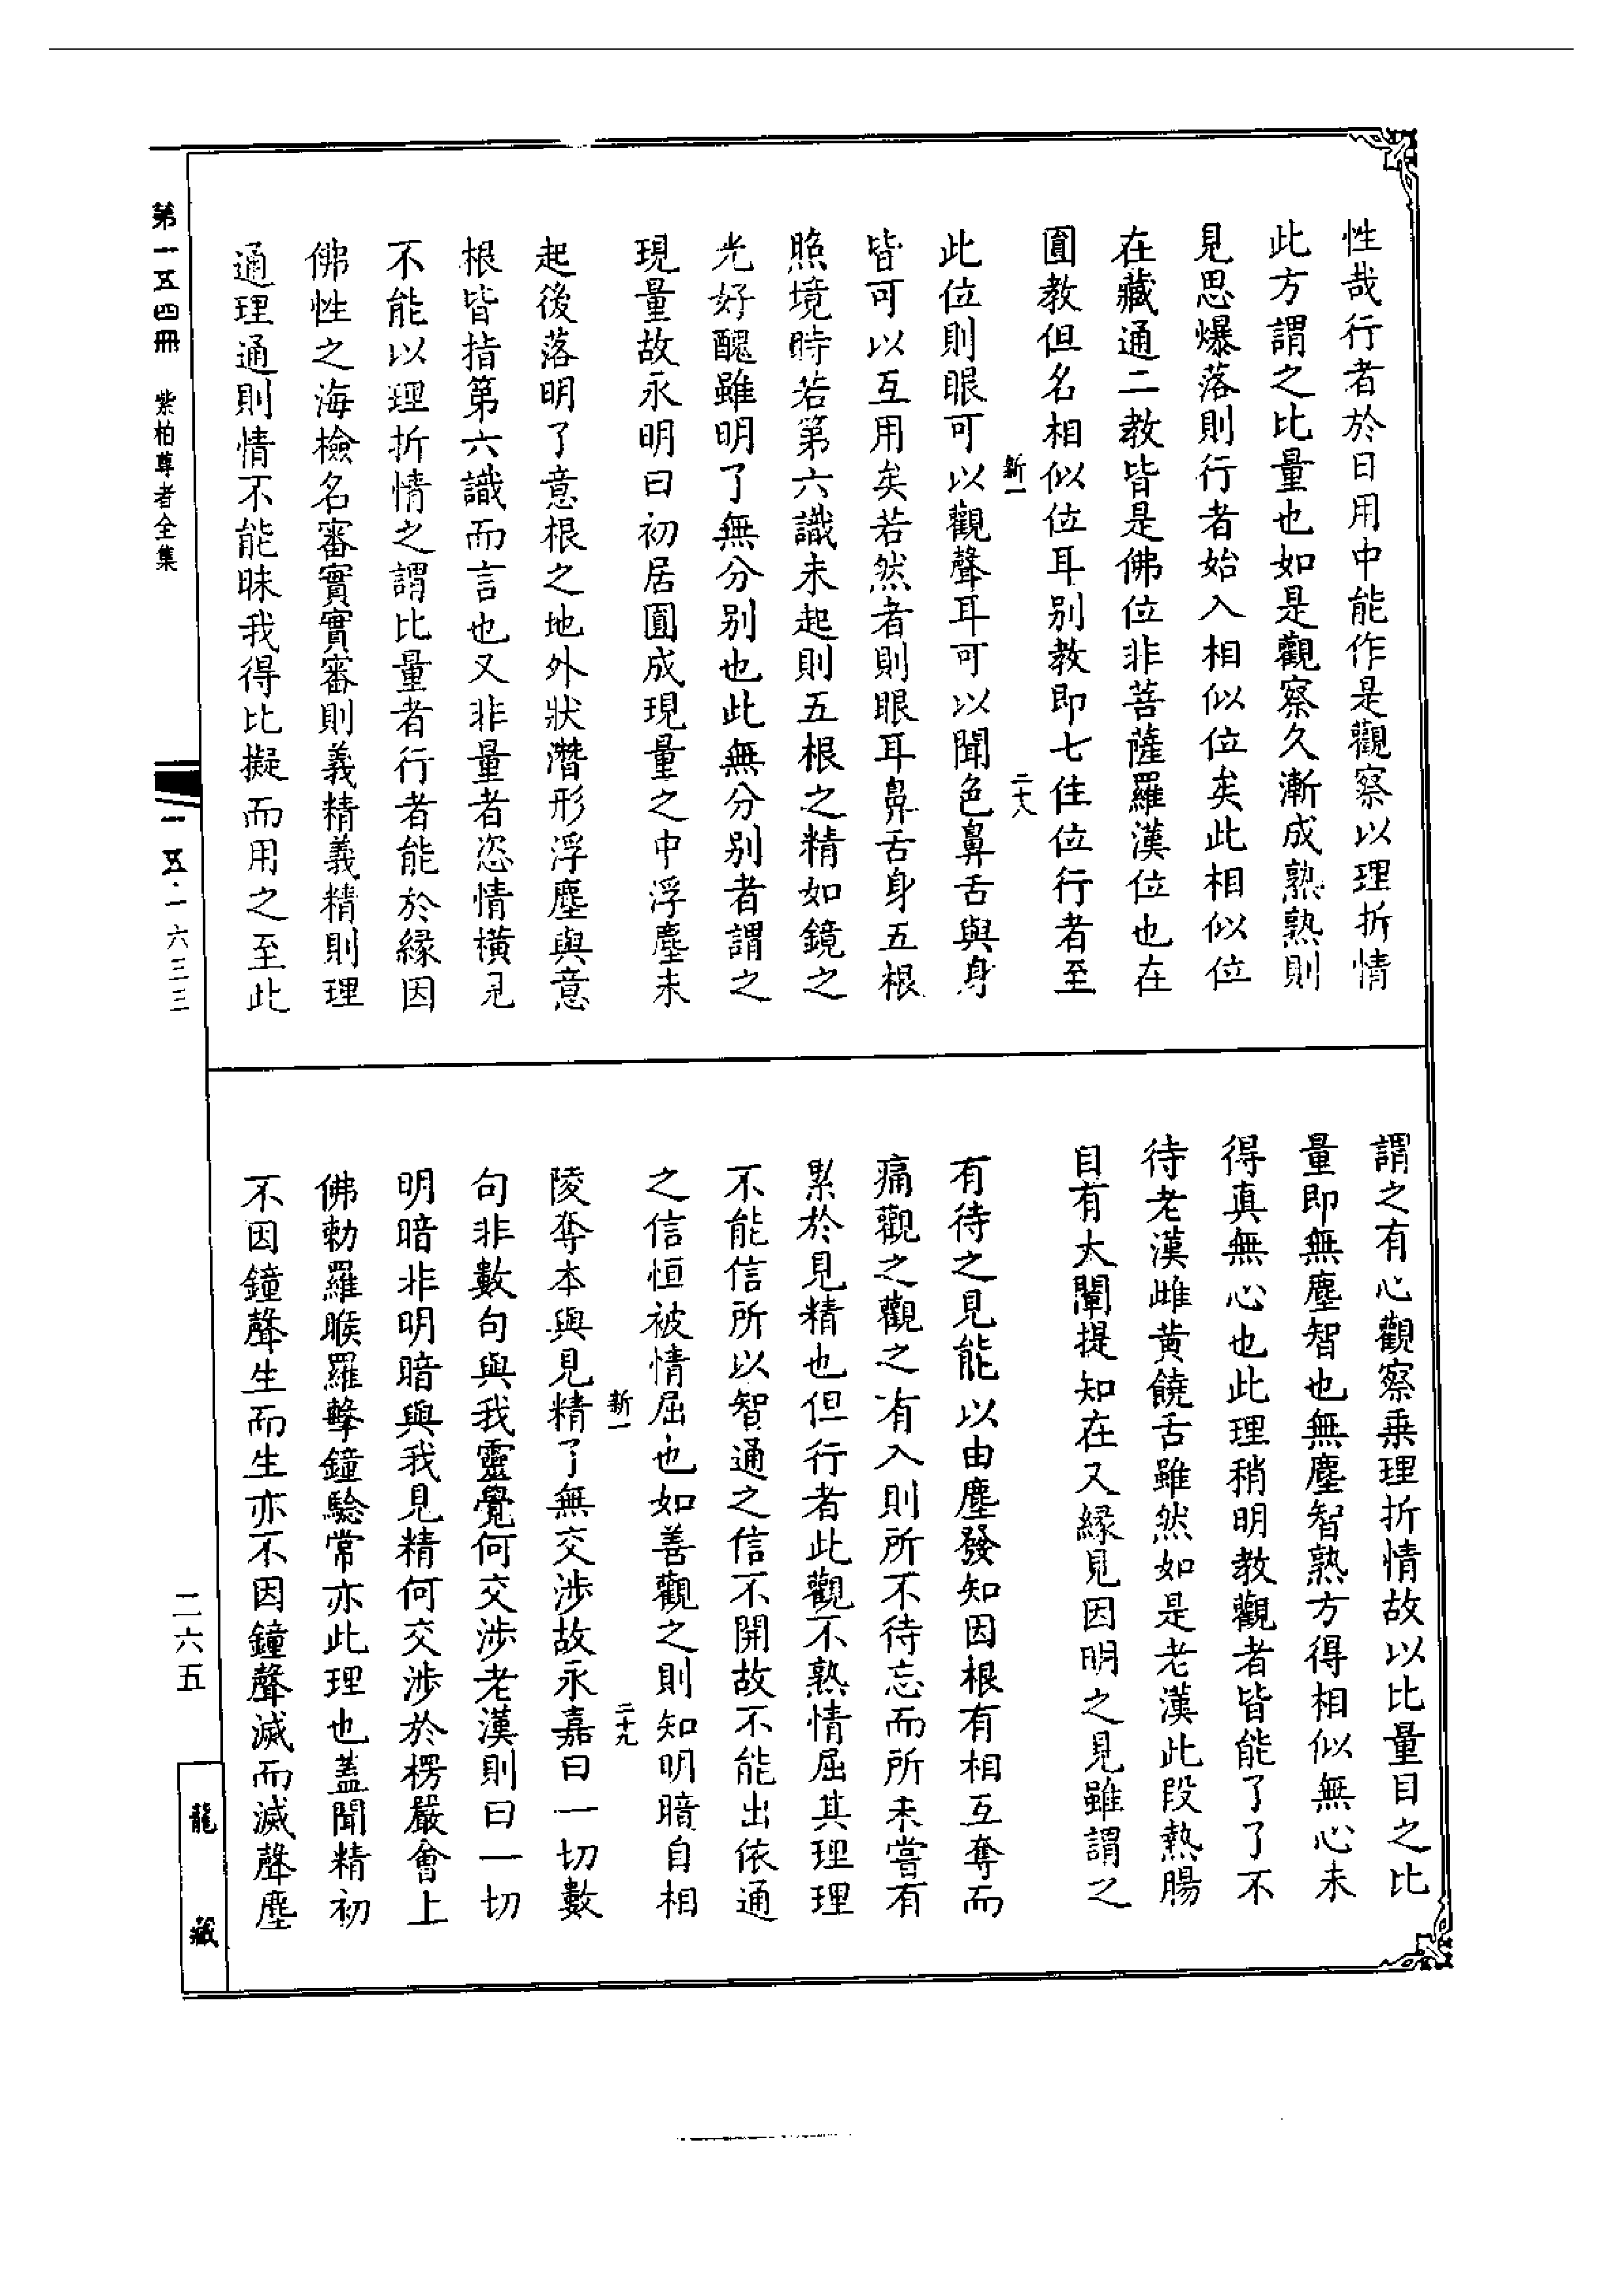 性哉行者於日用中能作是觀察以理折情
此方謂之比量也如是觀察久漸成熟熟則
見思爆落則行者始入相似位矣此相似位
在藏通二教皆是佛位非菩薩羅漢位也在
圓教但名相似位耳別教即七住位行者至
新一
二十八
此位則眼可以觀聲耳可以聞色鼻舌與身
皆可以互用矣若然者則眼耳鼻舌身五根
照境時若第六識未起則五根之精如鏡之
光好醜雖明了無分別也此無分別者謂之
現量故永明曰初居圓成現量之中浮塵未
起後落明了意根之地外狀潛形浮塵與意
根皆指第六識而言也又非量者恣情橫見
不能以理折情之謂比量者行者能於緣因
佛性之海檢名審實實審則義精義精則理
通理通則情不能昧我得比擬而用之至此
謂之有心觀察乘理折情故以比量目之比
量即無塵智也無塵智熟方得相似無心未
得真無心也此理稍明教觀者皆能了了不
待老漢雌黃饒舌雖然如是老漢此段熱腸
目有太闡提知在又緣見因明之見雖謂之
有待之見能以由塵發知因根有相互奪而
痛觀之觀之有入則所不待忘而所未嘗有
累於見精也但行者此觀不熟情屈其理理
不能信所以智通之信不開故不能出依通
之信恒被情屈也如善觀之則知明暗自相
新一
二十九
陵奪本與見精了無交涉故永嘉曰一切數
句非數句與我靈覺何交涉老漢則曰一切
明暗非明暗與我見精何交涉於楞嚴會上
佛勅羅睺羅擊鐘驗常亦此理也蓋聞精初
不因鐘聲生而生亦不因鐘聲滅而滅聲塵
第一五四冊 紫柏尊者全集
一五·一六三三
二六五
龍藏